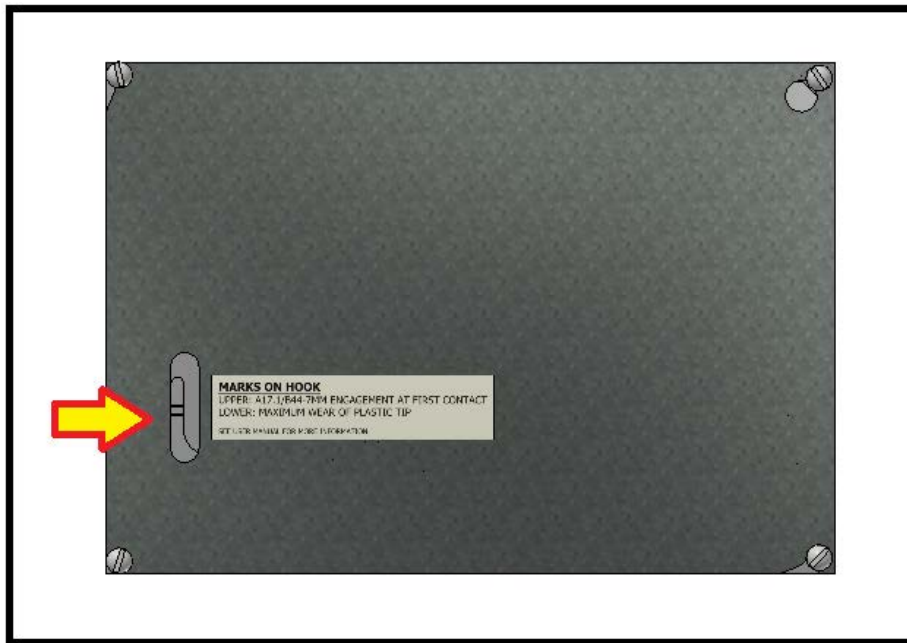 MARKS ON HOOK
UPPER: A17.1/B44-7MM ENGAGEMENT AT FIRST CONTACT
LOWER: MAXIMUM WEAR OF PLASTIC TIP
SEE USER MANUAL FOR MORE INFORMATION.